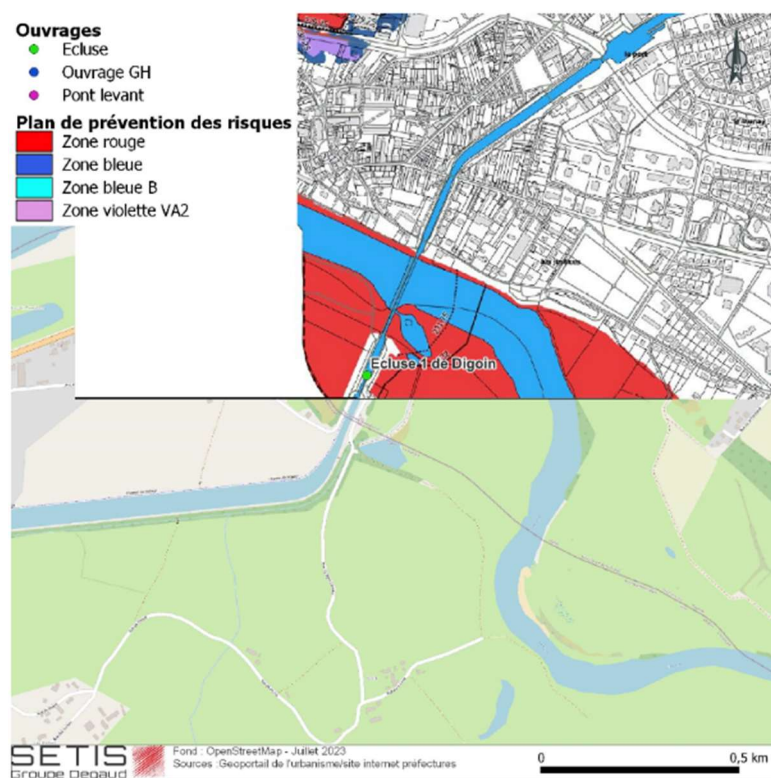 Ouvrages
Ecluse
Ouvrage GH
Pont levant
Plan de prévention des risques
Zone rouge
Zone bleue
Zone bleue B
Zone violette VA2
le port
Ecluse 1 de Digoin
SETIS
Groupe Degaud
Fond : OpenStreetMap - Juillet 2023
Sources :Geoportail de l'urbanisme/site internet préfectures
0
0,5 km